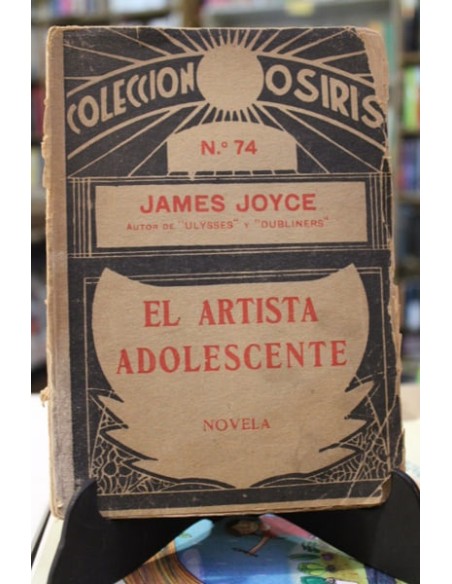 COLECCION OSIRIS
N.º 74
JAMES JOYCE
AUTOR DE "ULYSSES" Y "DUBLINERS"
EL ARTISTA
ADOLESCENTE
NOVELA